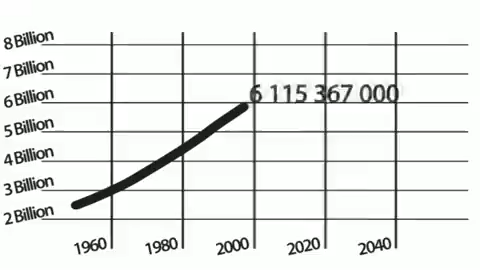 8 Billion
7 Billion
6 Billion
6 115 367 000
5 Billion
4 Billion
3 Billion
2 Billion
1960 1980 2000 2020 2040